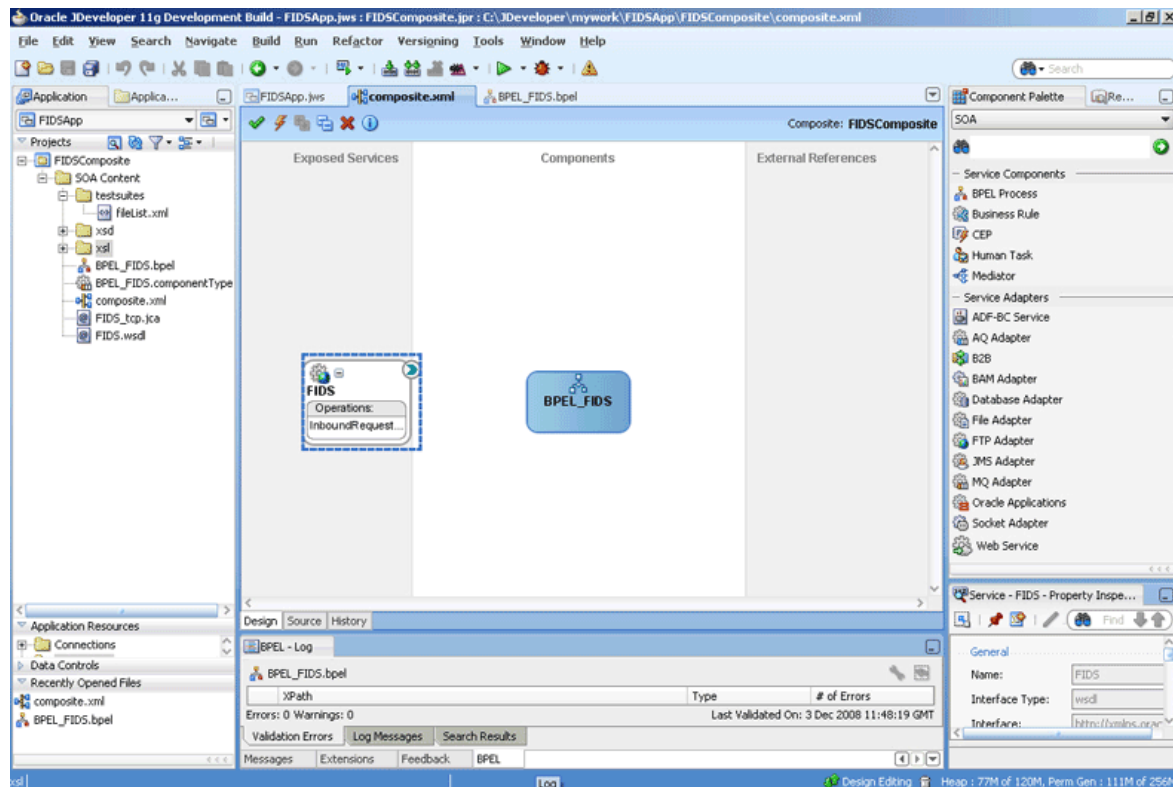 Oracle JDeveloper 11g Development Build - FIDSApp.jws : FIDSComposite.jpr : C:\JDeveloper\mywork\FIDSApp\FIDSComposite\composite.xml
File Edit View Search Navigate Build Run Refactor Versioning Tools Window Help
Search
Application
Applica...
FIDSApp
Projects
FIDSComposite
SOA Content
testsuites
fileList.xml
xsd
xsl
BPEL_FIDS.bpel
BPEL_FIDS.componentType
composite.xml
FIDS_tcp.jca
FIDS.wsdl
Application Resources
Connections
Data Controls
Recently Opened Files
composite.xml
BPEL_FIDS.bpel
FIDSApp.jws
composite.xml
BPEL_FIDS.bpel
Composite: FIDSComposite
Exposed Services
Components
External References
FIDS
Operations:
InboundRequest...
BPEL_FIDS
Design Source History
BPEL - Log
BPEL_FIDS.bpel
XPath Type # of Errors
Errors: 0 Warnings: 0 Last Validated On: 3 Dec 2008 11:48:19 GMT
Validation Errors Log Messages Search Results
Messages Extensions Feedback BPEL
Component Palette
Re...
SOA
Service Components
BPEL Process
Business Rule
CEP
Human Task
Mediator
Service Adapters
ADF-BC Service
AQ Adapter
B2B
BAM Adapter
Database Adapter
File Adapter
FTP Adapter
JMS Adapter
MQ Adapter
Oracle Applications
Socket Adapter
Web Service
Service - FIDS - Property Inspe...
Find
General
Name: FIDS
Interface Type: wsdl
Interface: http://xmlns.orac
xsl
Log
Design Editing
Heap : 77M of 120M, Perm Gen : 111M of 256M